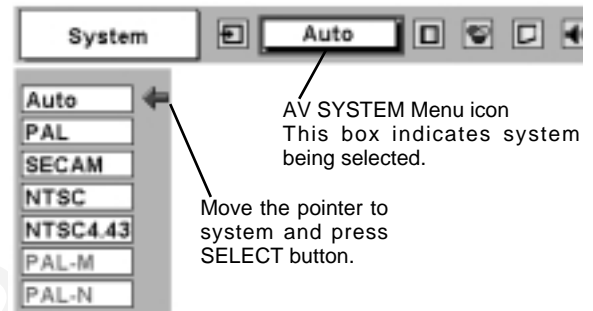 System
Auto
Auto
PAL
SECAM
NTSC
NTSC4.43
PAL-M
PAL-N
AV SYSTEM Menu icon
This box indicates system
being selected.
Move the pointer to
system and press
SELECT button.